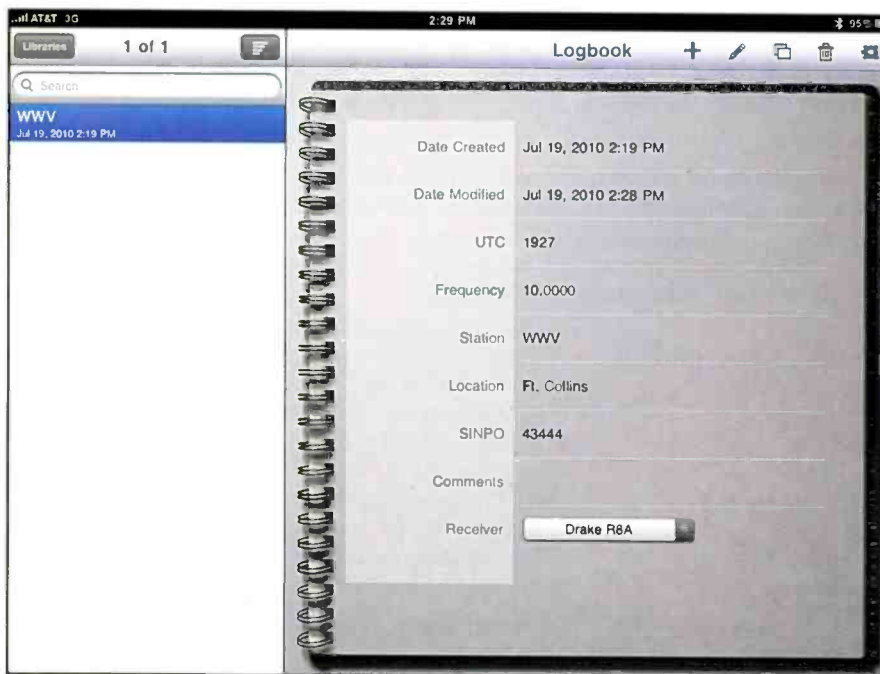 AT&T 3G
2:29 PM
95%
Libraries
1 of 1
Logbook
Search
WWV
Jul 19, 2010 2:19 PM
Date Created Jul 19, 2010 2:19 PM
Date Modified Jul 19, 2010 2:28 PM
UTC 1927
Frequency 10.0000
Station WWV
Location Ft. Collins
SINPO 43444
Comments
Receiver Drake R8A